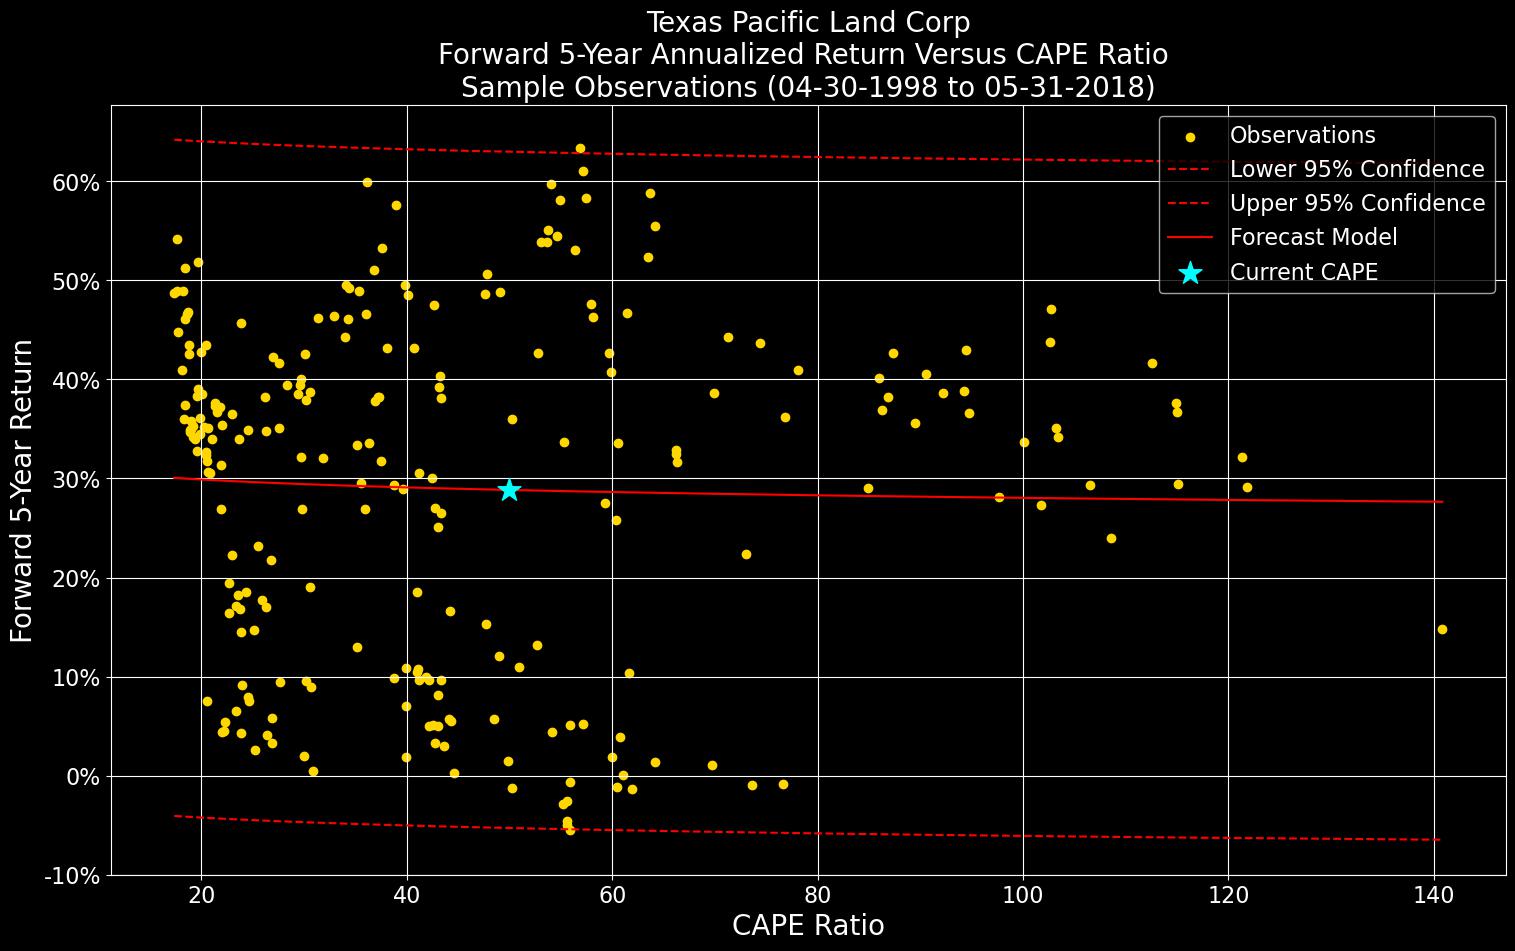 Texas Pacific Land Corp
Forward 5-Year Annualized Return Versus CAPE Ratio
Sample Observations (04-30-1998 to 05-31-2018)
Observations
Lower 95% Confidence
Upper 95% Confidence
Forecast Model
Current CAPE
Forward 5-Year Return
60%
50%
40%
30%
20%
10%
0%
-10%
20 40 60 80 100 120 140
CAPE Ratio